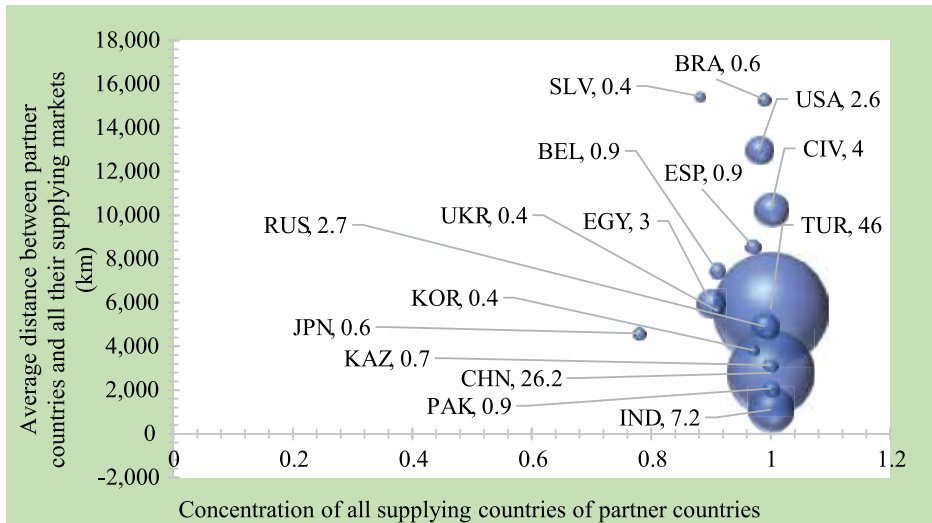 18,000
16,000
14,000
12,000
10,000
8,000
6,000
4,000
2,000
0
-2,000
Average distance between partner
countries and all their supplying markets
(km)
BRA, 0.6
SLV, 0.4
USA, 2.6
BEL, 0.9
CIV, 4
ESP, 0.9
UKR, 0.4
EGY, 3
TUR, 46
RUS, 2.7
KOR, 0.4
JPN, 0.6
KAZ, 0.7
CHN, 26.2
PAK, 0.9
IND, 7.2
0 0.2 0.4 0.6 0.8 1 1.2
Concentration of all supplying countries of partner countries